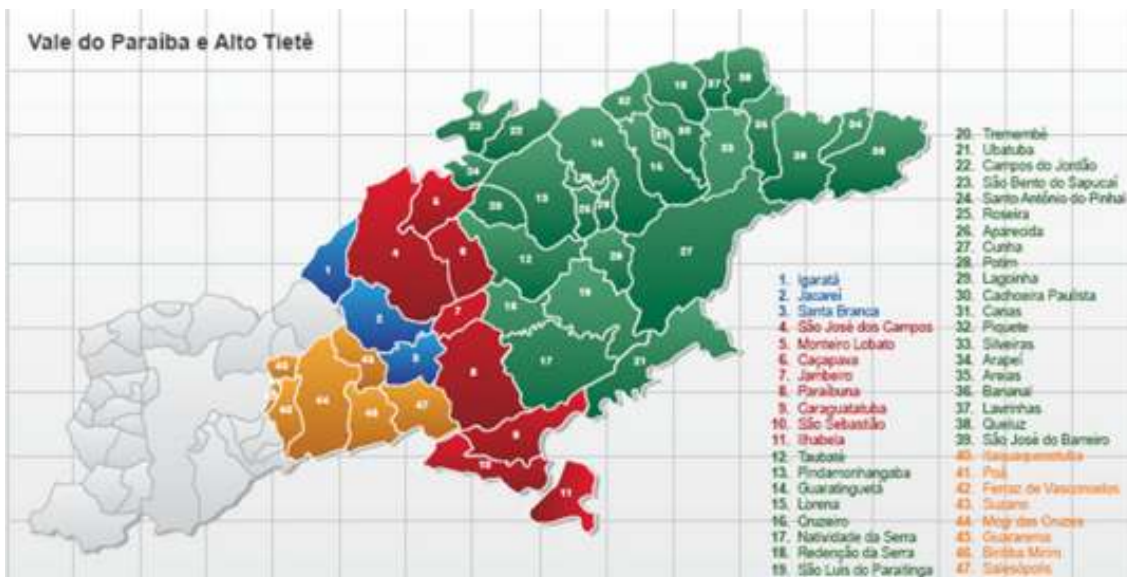 Vale do Paraíba e Alto Tietê
1. Igaratá
2. Jacareí
3. Santa Branca
4. São José dos Campos
5. Monteiro Lobato
6. Caçapava
7. Jambeiro
8. Paraibuna
9. Caraguatatuba
10. São Sebastião
11. Ilhabela
12. Taubaté
13. Pindamonhangaba
14. Guaratinguetá
15. Lorena
16. Cruzeiro
17. Natividade da Serra
18. Redenção da Serra
19. São Luis do Paraitinga
20. Tremembé
21. Ubatuba
22. Campos do Jordão
23. São Bento do Sapucaí
24. Santo Antônio do Pinhal
25. Roseira
26. Aparecida
27. Cunha
28. Potim
29. Lagoinha
30. Cachoeira Paulista
31. Canas
32. Piquete
33. Silveiras
34. Arapeí
35. Areias
36. Bananal
37. Lavrinhas
38. Queluz
39. São José do Barreiro
40. Itaquaquecetuba
41. Poá
42. Ferraz de Vasconcelos
43. Suzano
44. Mogi das Cruzes
45. Guararema
46. Biritiba Mirim
47. Salesópolis